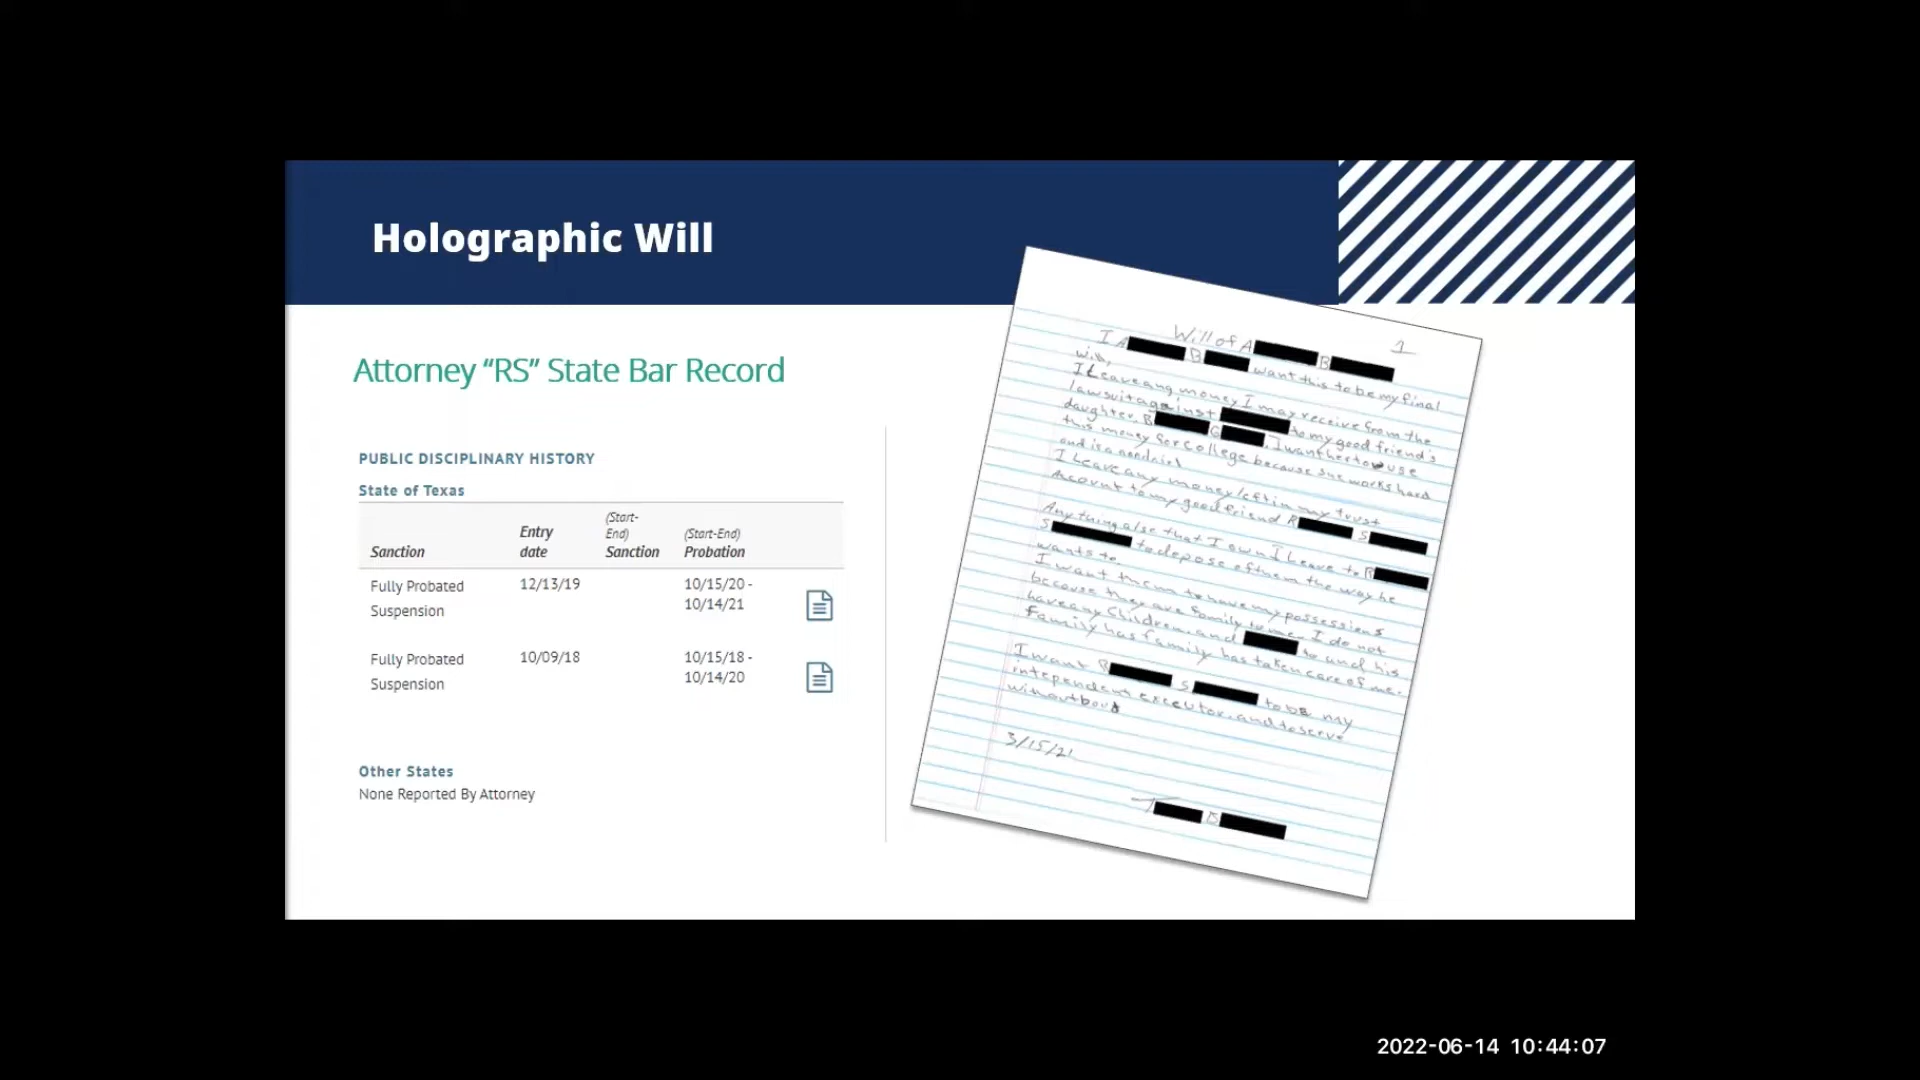 Holographic Will
Attorney “RS” State Bar Record
PUBLIC DISCIPLINARY HISTORY
State of Texas
Sanction Entry date (Start-End) Sanction (Start-End) Probation
Fully Probated Suspension 12/13/19 10/15/20 - 10/14/21
Fully Probated Suspension 10/09/18 10/15/18 - 10/14/20
Other States
None Reported By Attorney
1
Will of A B
I A B want this to be my final
will,
I Leave any money I may receive from the
lawsuit against to my good friend's
daughter, B G . I want her to use
this money for College because she works hard
and is a good
I Leave any money left in my trust
Account to my good friend R S
Any thing else that I own I Leave to R
S to depose of them the way he
wants to.
I want them to have my possessions
because they are family to me. I do not
have any Children, and to and his
family has family has taken care of me.
I want R S to be my
independent executor, and to serve
without bond
3/15/21
B
2022-06-14 10:44:07